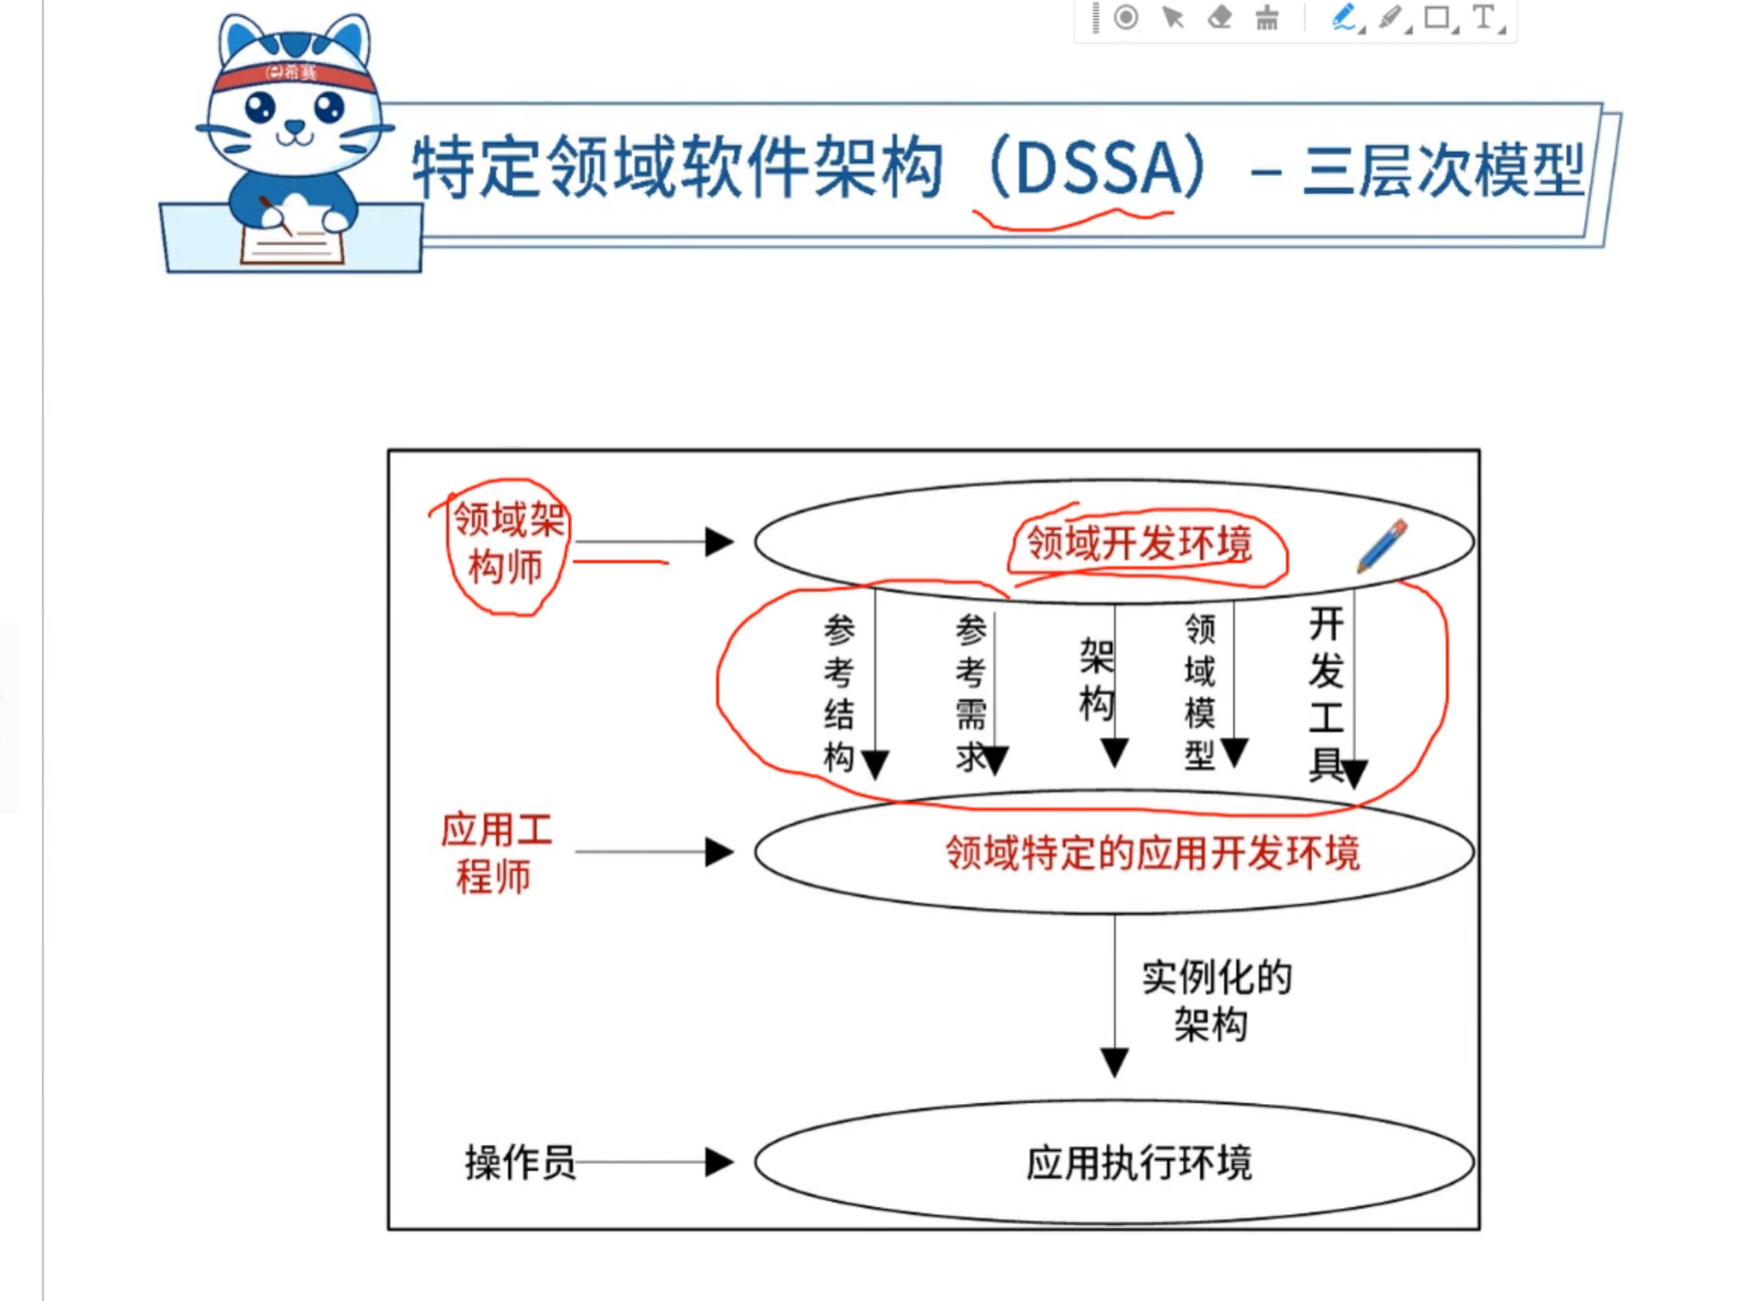 希赛
特定领域软件架构（DSSA）– 三层次模型
领域架
构师
领域开发环境
参考结构
参考需求
架构
领域模型
开发工具
应用工
程师
领域特定的应用开发环境
实例化的
架构
操作员
应用执行环境